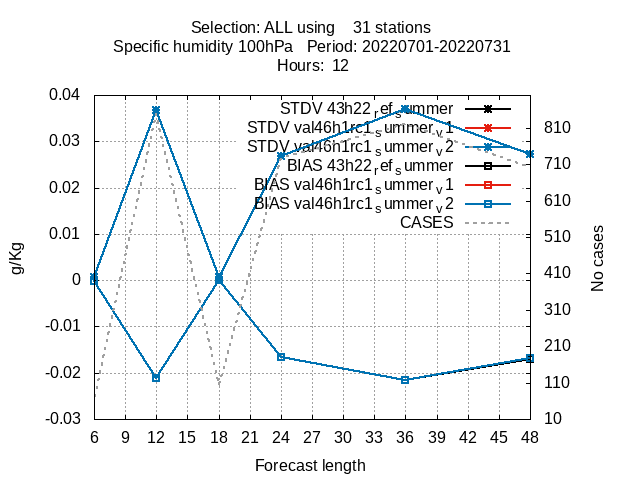 Selection: ALL using    31 stations
Specific humidity 100hPa   Period: 20220701-20220731
Hours:  12
0.04
0.03
0.02
0.01
0
-0.01
-0.02
-0.03
g/Kg
STDV 43h22_ref_summer
STDV val46h1rc1_summer_v1
STDV val46h1rc1_summer_v2
BIAS 43h22_ref_summer
BIAS val46h1rc1_summer_v1
BIAS val46h1rc1_summer_v2
CASES
810
710
610
510
410
310
210
110
10
No cases
6 9 12 15 18 21 24 27 30 33 36 39 42 45 48
Forecast length